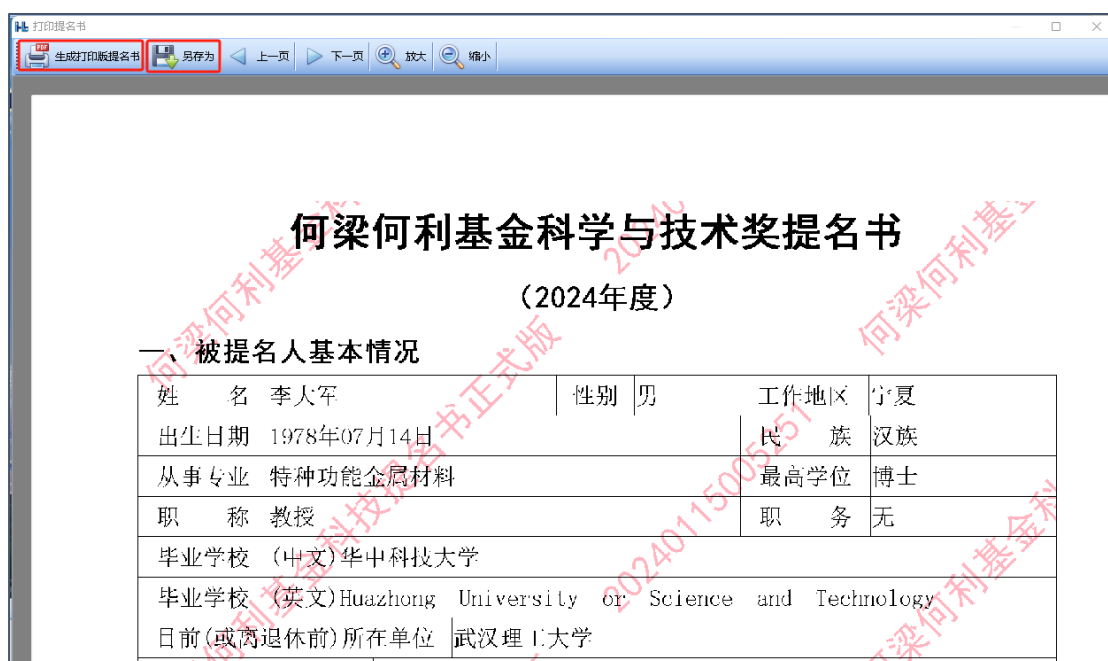 打印提名书
生成打印版提名书 另存为 上一页 下一页 放大 缩小
何梁何利基金科学与技术奖提名书
（2024年度）
一、被提名人基本情况
姓 名 李大军 性别 男 工作地区 宁夏
出生日期 1978年07月14日 民 族 汉族
从事专业 特种功能金属材料 最高学位 博士
职 称 教授 职 务 无
毕业学校 (中文)华中科技大学
毕业学校 (英文)Huazhong University or Science and Technology
目前(或离退休前)所在单位 武汉理工大学
何梁何利基金科技提名书正式版
20240115005251